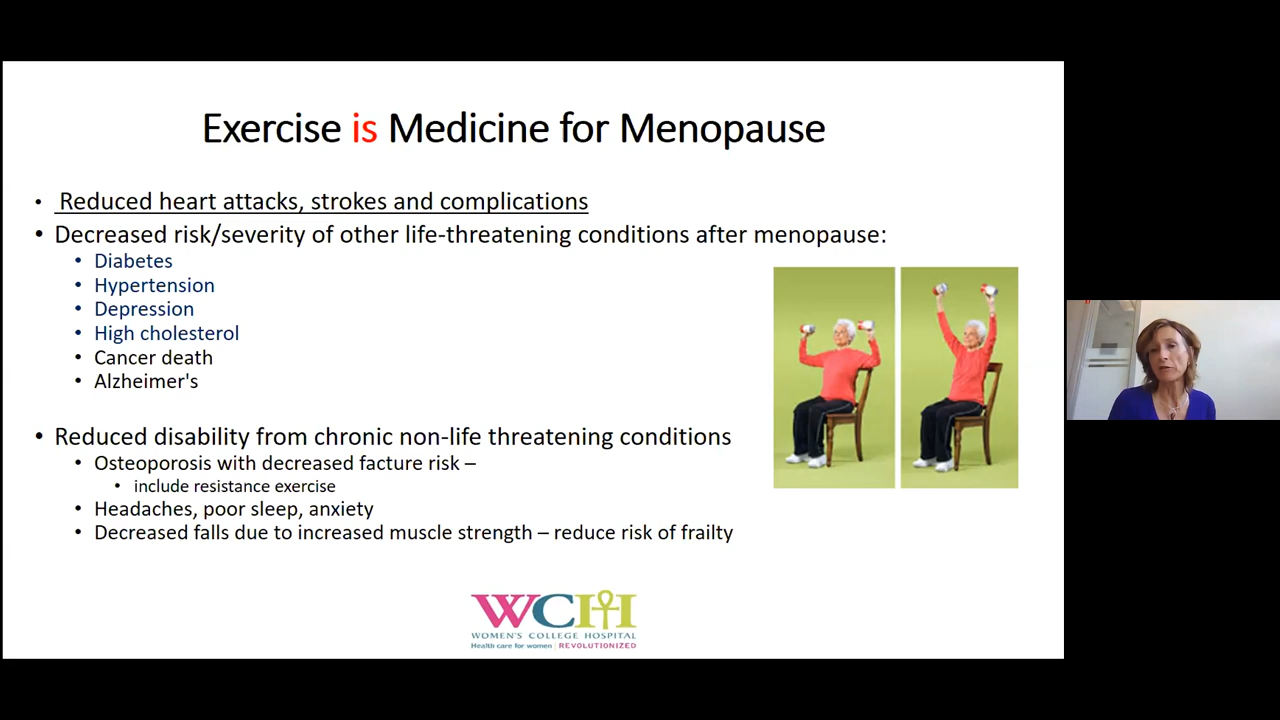 Exercise is Medicine for Menopause
• Reduced heart attacks, strokes and complications
• Decreased risk/severity of other life-threatening conditions after menopause:
• Diabetes
• Hypertension
• Depression
• High cholesterol
• Cancer death
• Alzheimer's
• Reduced disability from chronic non-life threatening conditions
• Osteoporosis with decreased facture risk –
• include resistance exercise
• Headaches, poor sleep, anxiety
• Decreased falls due to increased muscle strength – reduce risk of frailty
WCH
WOMEN'S COLLEGE HOSPITAL
Health care for women | REVOLUTIONIZED